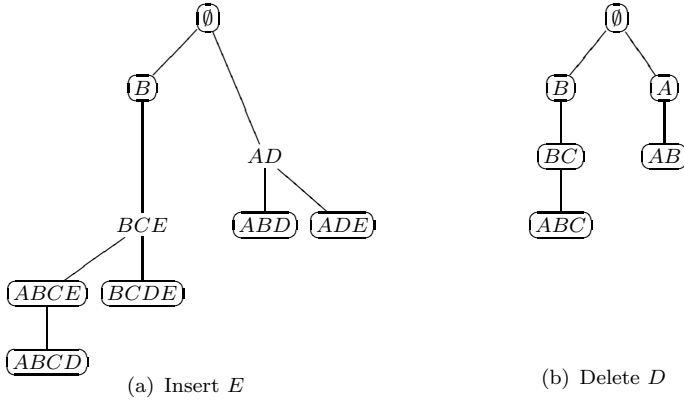 ∅
∅
B
B
A
AD
BC
AB
BCE
ABD
ADE
ABC
ABCE
BCDE
ABCD
(a) Insert E
(b) Delete D